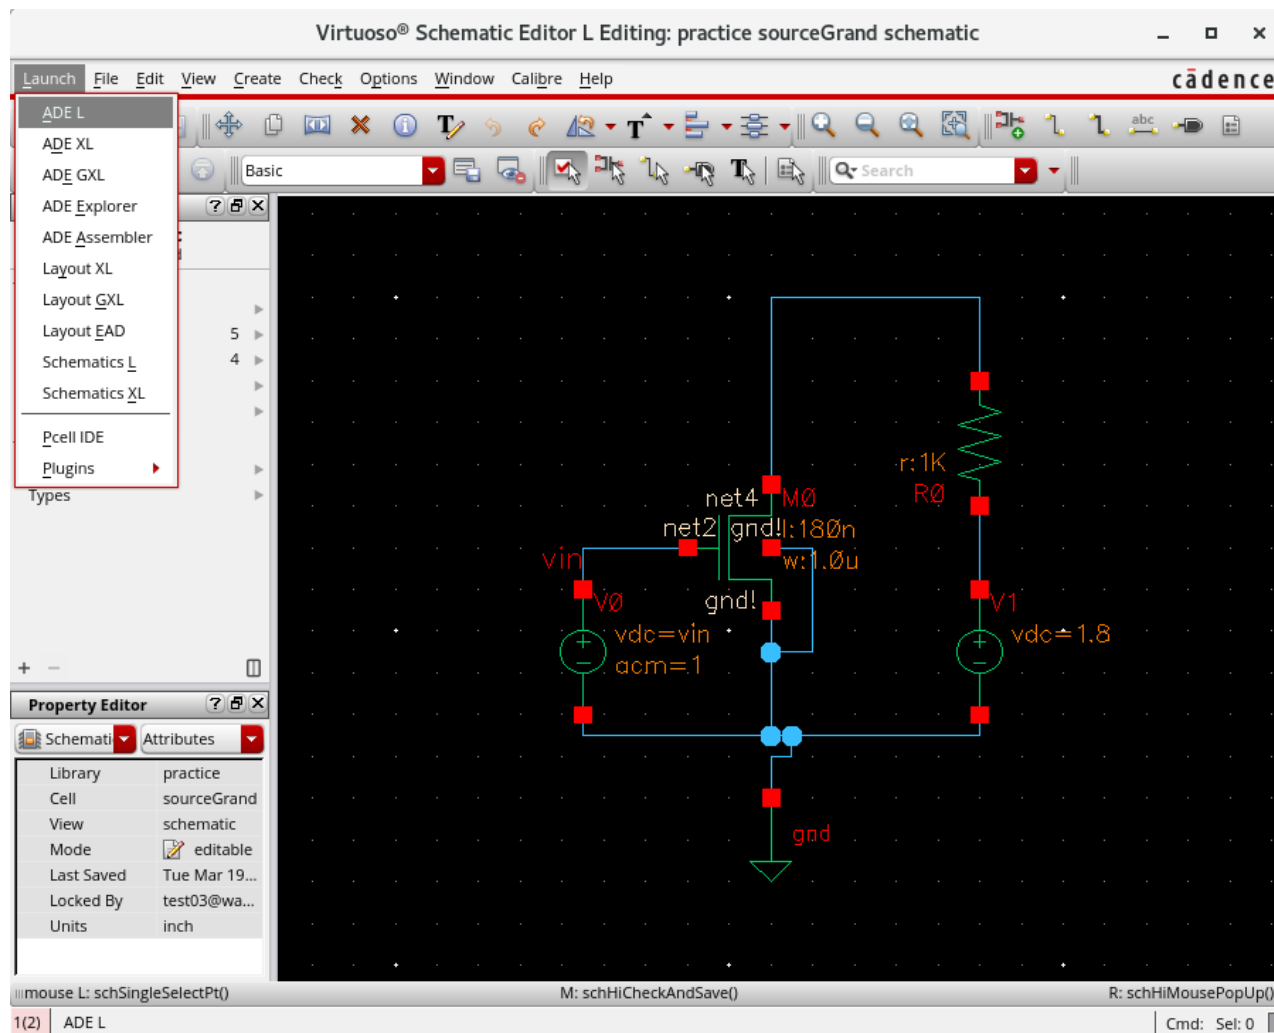 Virtuoso® Schematic Editor L Editing: practice sourceGrand schematic
Launch File Edit View Create Check Options Window Calibre Help
cādence
ADE L
ADE XL
ADE GXL
ADE Explorer
ADE Assembler
Layout XL
Layout GXL
Layout EAD
Schematics L
Schematics XL
Pcell IDE
Plugins
abc
Basic
Search
5
4
Types
r:1K
R0
net4
M0
net2
gnd!
l:180n
w:1.0u
gnd!
vin
V0
vdc=vin
acm=1
V1
vdc=1.8
gnd
Property Editor
Schemati
Attributes
Library practice
Cell sourceGrand
View schematic
Mode editable
Last Saved Tue Mar 19...
Locked By test03@wa...
Units inch
mouse L: schSingleSelectPt() M: schHiCheckAndSave() R: schHiMousePopUp()
1(2) ADE L Cmd: Sel: 0